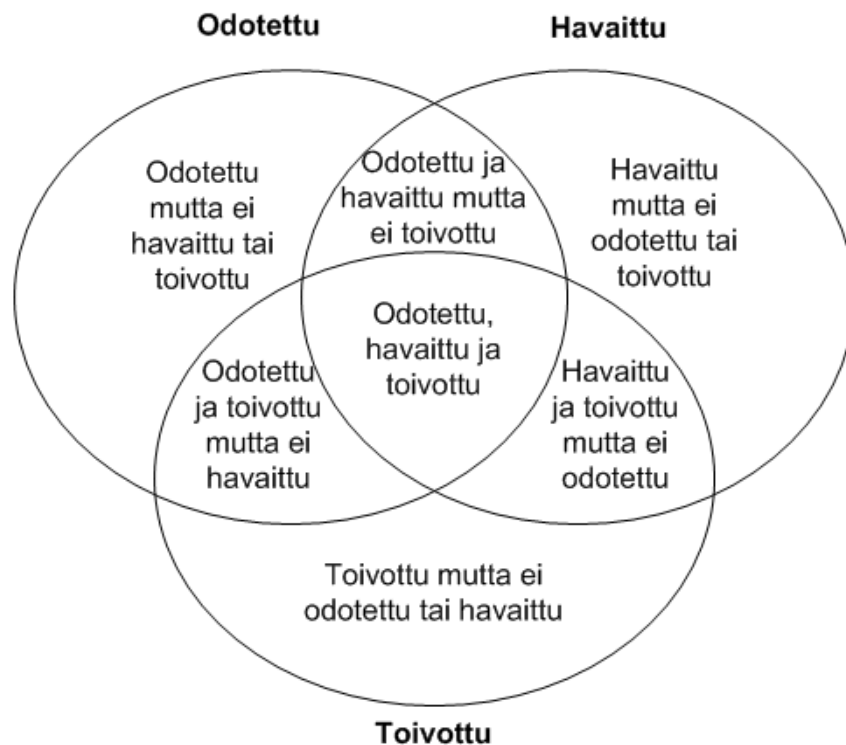 Odotettu
Havaittu
Odotettu
mutta ei
havaittu tai
toivottu
Odotettu ja
havaittu mutta
ei toivottu
Havaittu
mutta ei
odotettu tai
toivottu
Odotettu,
havaittu ja
toivottu
Odotettu
ja toivottu
mutta ei
havaittu
Havaittu
ja toivottu
mutta ei
odotettu
Toivottu mutta ei
odotettu tai havaittu
Toivottu